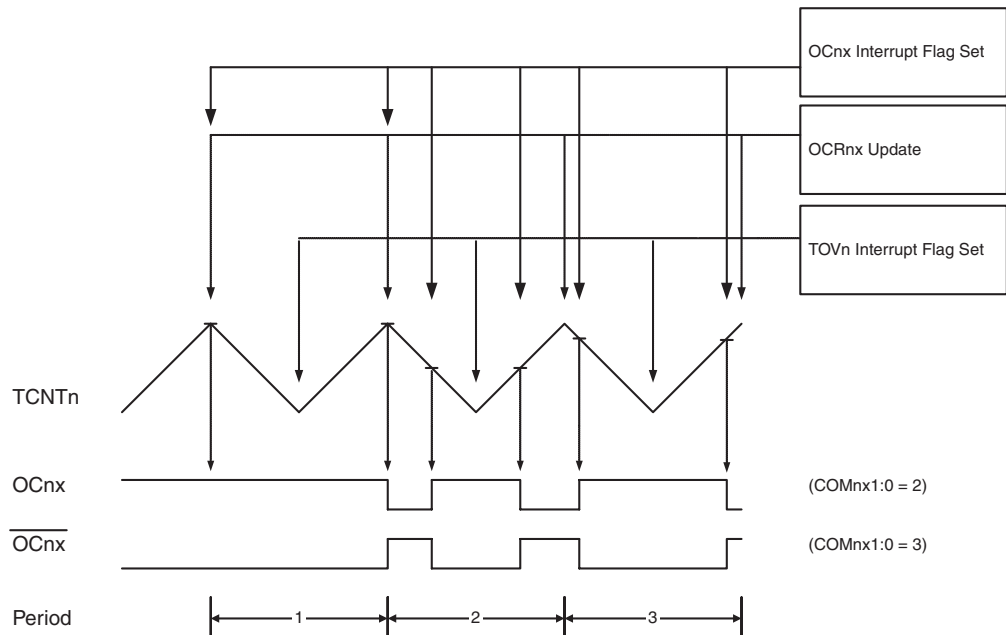 OCnx Interrupt Flag Set
OCRnx Update
TOVn Interrupt Flag Set
TCNTn
OCnx
(COMnx1:0 = 2)
OCnx
(COMnx1:0 = 3)
Period
1
2
3